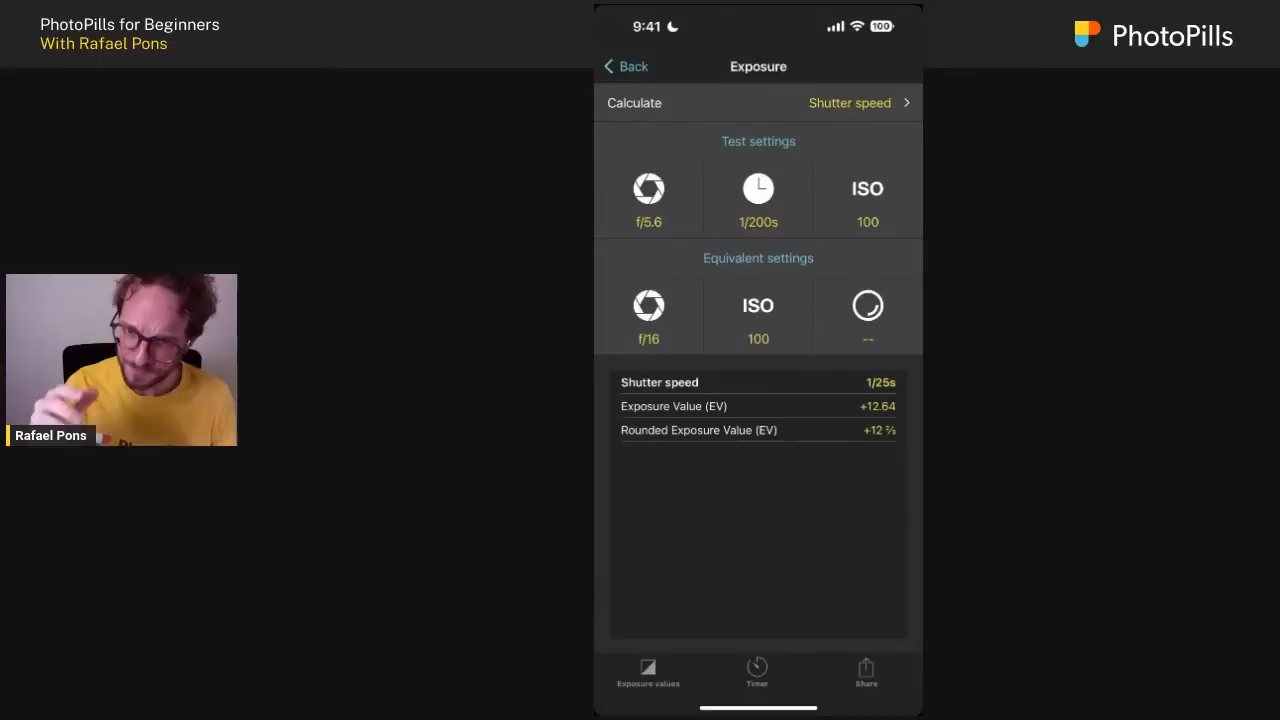 PhotoPills for Beginners
With Rafael Pons
PhotoPills
9:41
100
Back
Exposure
Calculate
Shutter speed
Test settings
ISO
f/5.6
1/200s
100
Equivalent settings
ISO
f/16
100
--
Shutter speed
1/25s
Exposure Value (EV)
+12.64
Rounded Exposure Value (EV)
+12 ⅔
Exposure values
Timer
Share
Rafael Pons